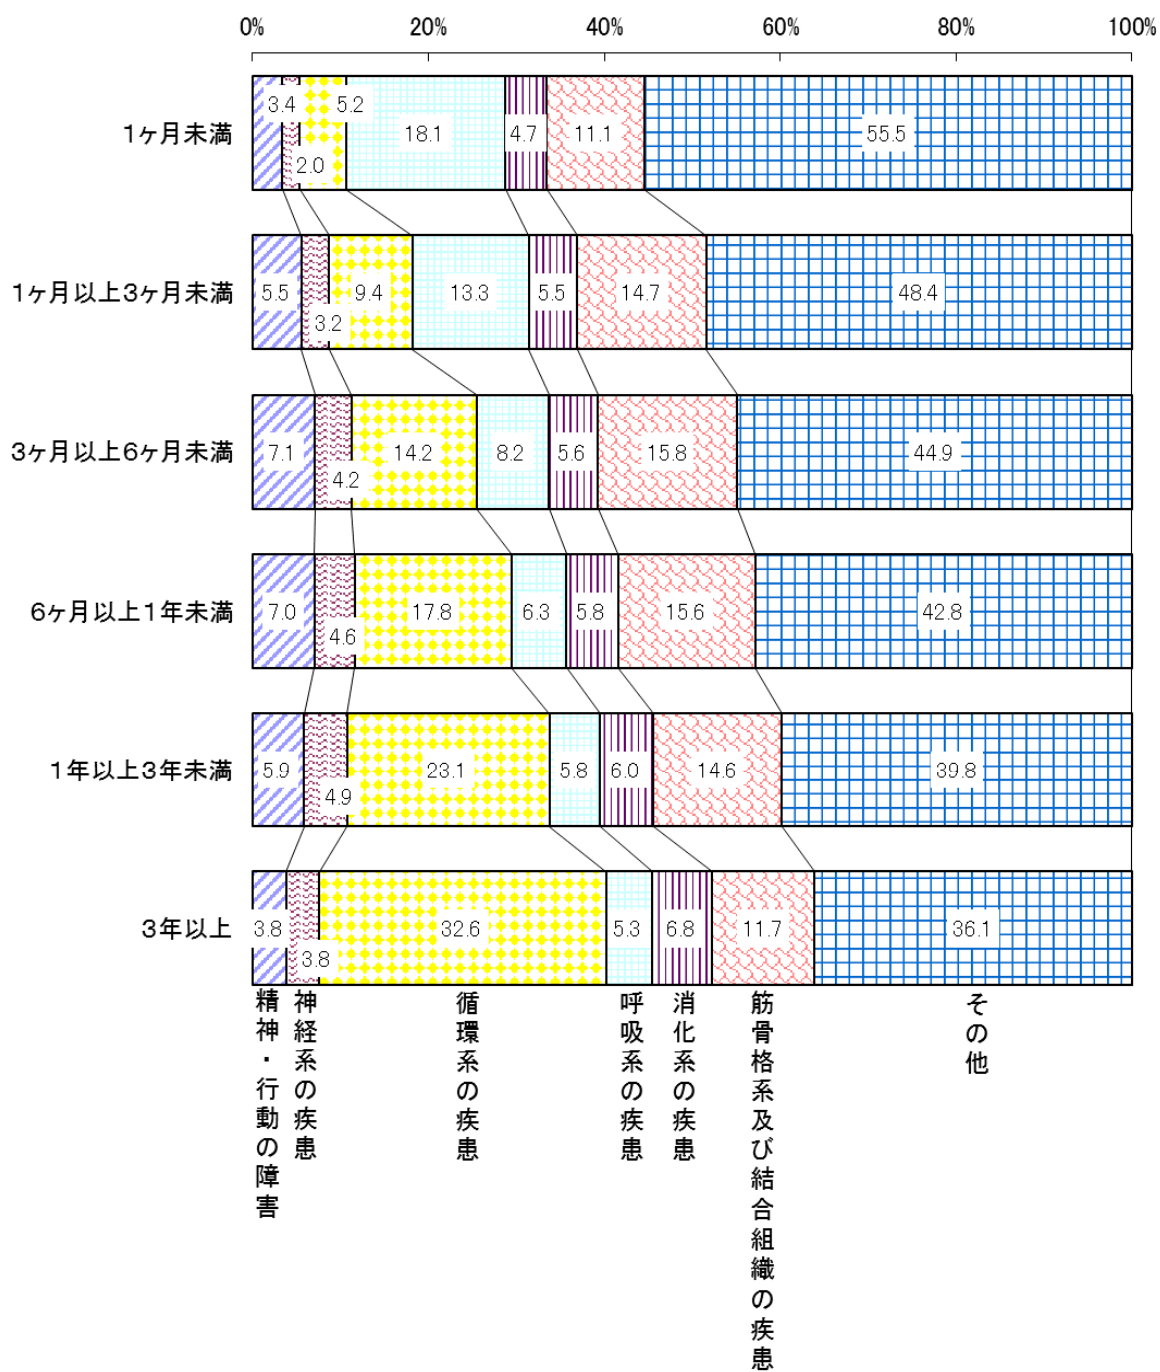 0% 20% 40% 60% 80% 100%
1ヶ月未満 3.4 2.0 5.2 18.1 4.7 11.1 55.5
1ヶ月以上3ヶ月未満 5.5 3.2 9.4 13.3 5.5 14.7 48.4
3ヶ月以上6ヶ月未満 7.1 4.2 14.2 8.2 5.6 15.8 44.9
6ヶ月以上1年未満 7.0 4.6 17.8 6.3 5.8 15.6 42.8
1年以上3年未満 5.9 4.9 23.1 5.8 6.0 14.6 39.8
3年以上 3.8 3.8 32.6 5.3 6.8 11.7 36.1
精神・行動の障害
神経系の疾患
循環系の疾患
呼吸系の疾患
消化系の疾患
筋骨格系及び結合組織の疾患
その他